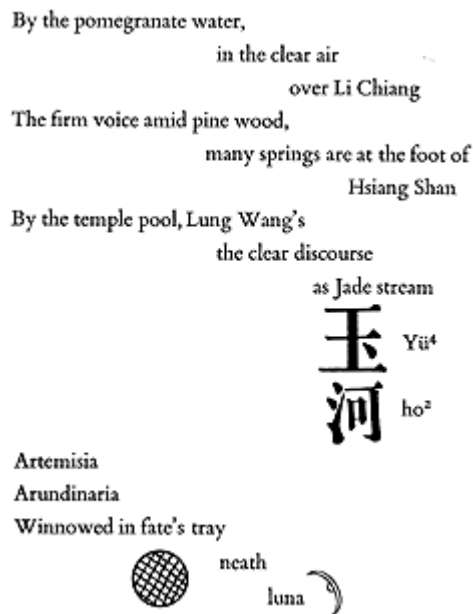 By the pomegranate water,
in the clear air
over Li Chiang
The firm voice amid pine wood,
many springs are at the foot of
Hsiang Shan
By the temple pool, Lung Wang's
the clear discourse
as Jade stream
玉 Yü⁴
河 ho²
Artemisia
Arundinaria
Winnowed in fate's tray
neath
luna